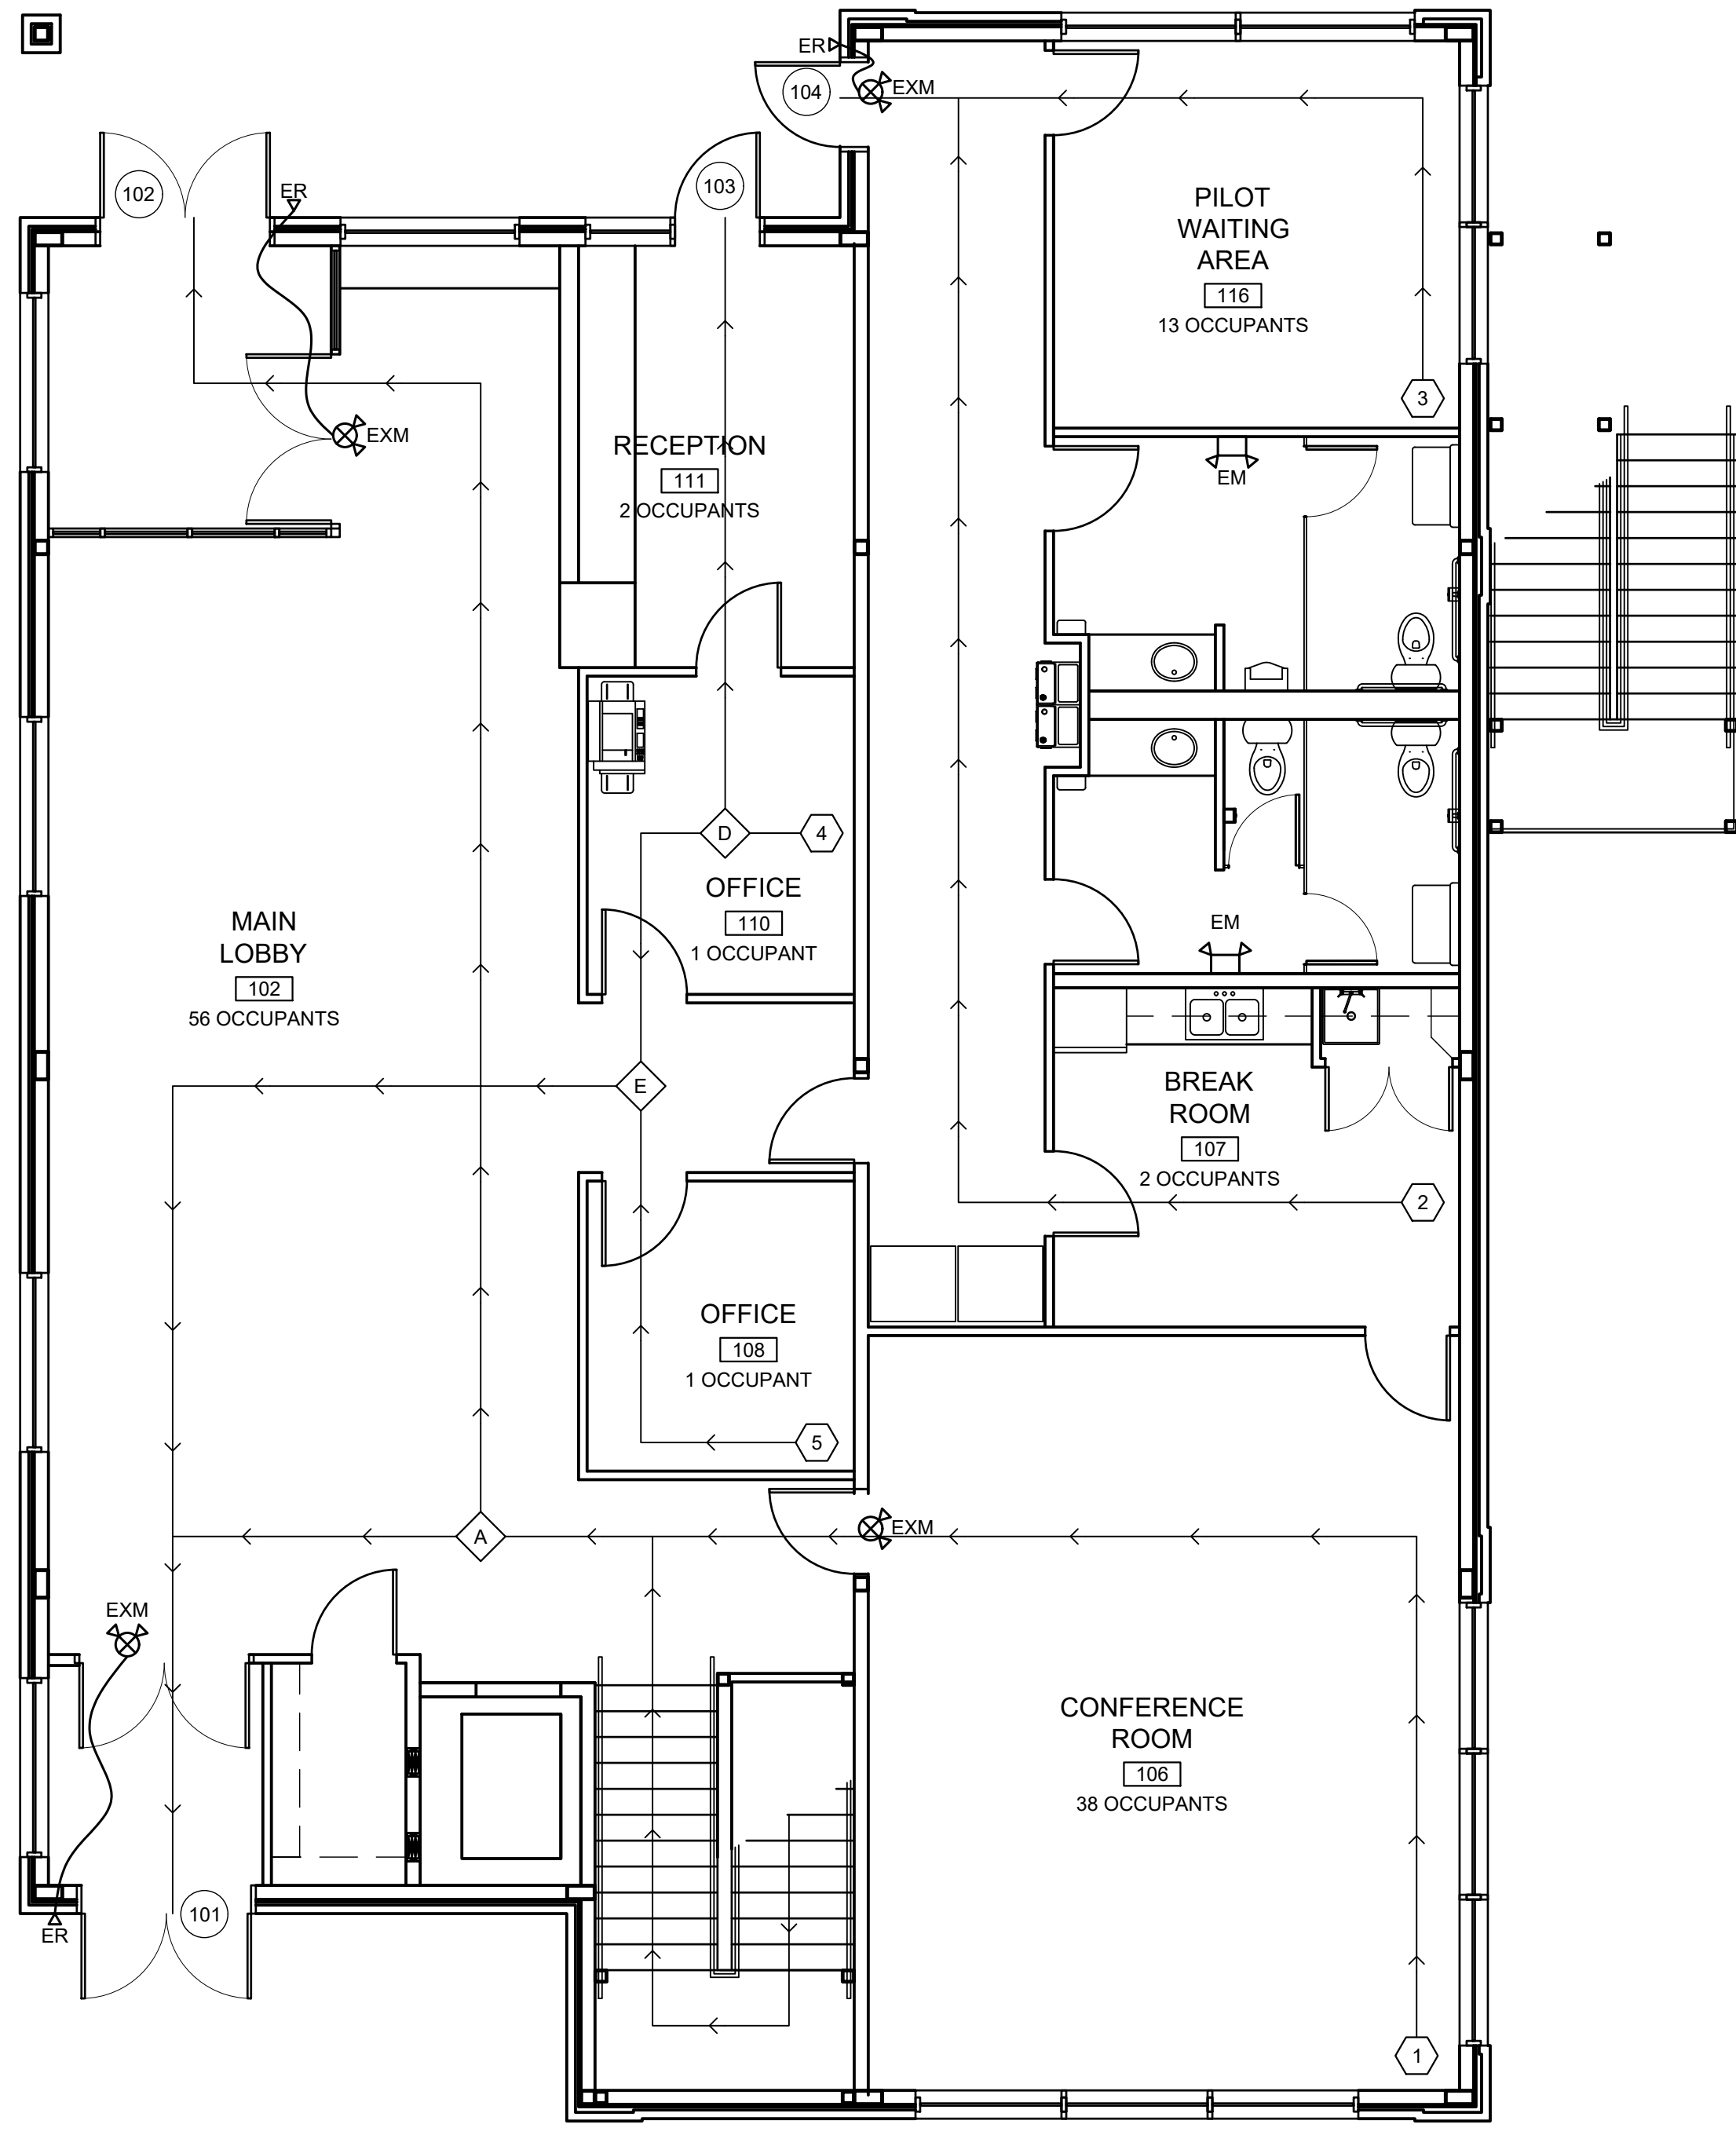 ER
104
EXM
102
ER
103
PILOT
WAITING
AREA
116
13 OCCUPANTS
3
EXM
RECEPTION
111
2 OCCUPANTS
EM
D
4
OFFICE
110
1 OCCUPANT
MAIN
LOBBY
102
56 OCCUPANTS
EM
E
BREAK
ROOM
107
2 OCCUPANTS
2
OFFICE
108
1 OCCUPANT
5
A
EXM
EXM
CONFERENCE
ROOM
106
38 OCCUPANTS
101
ER
1